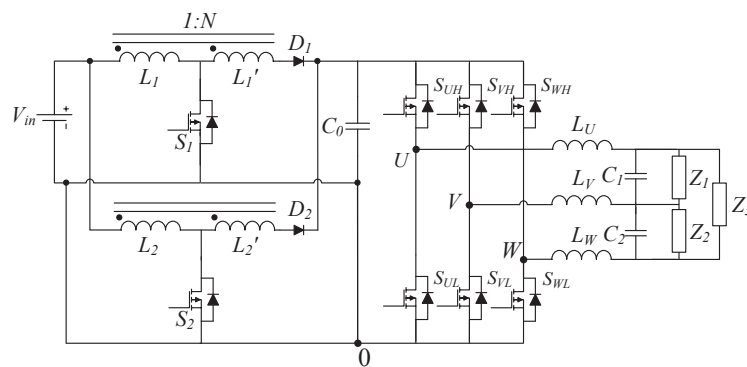 1:N
L1 L1' D1
Vin + -
S1
C0
L2 L2' D2
S2
SUH SVH SWH
U V W
SUL SVL SWL
LU
LV
LW
C1
C2
Z1
Z2
0